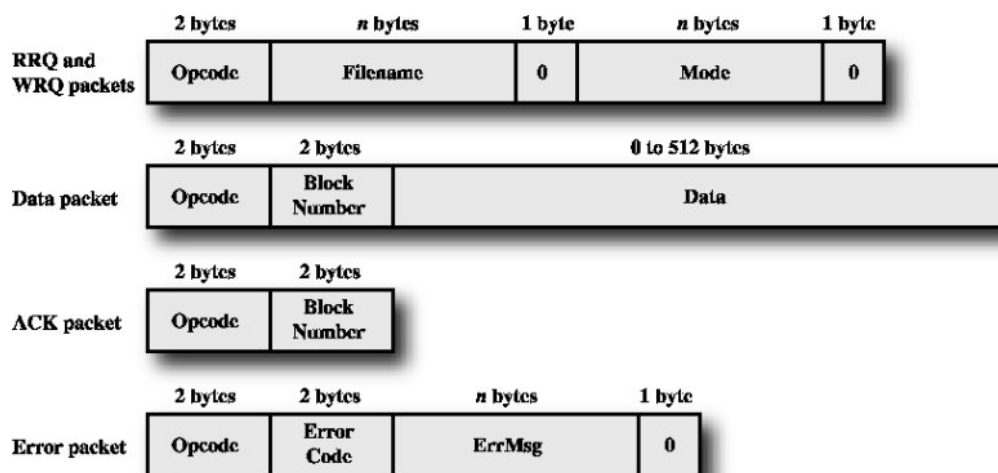 2 bytes n bytes 1 byte n bytes 1 byte
RRQ and
WRQ packets
Opcode Filename 0 Mode 0
2 bytes 2 bytes 0 to 512 bytes
Data packet Opcode Block
Number Data
2 bytes 2 bytes
ACK packet Opcode Block
Number
2 bytes 2 bytes n bytes 1 byte
Error packet Opcode Error
Code ErrMsg 0